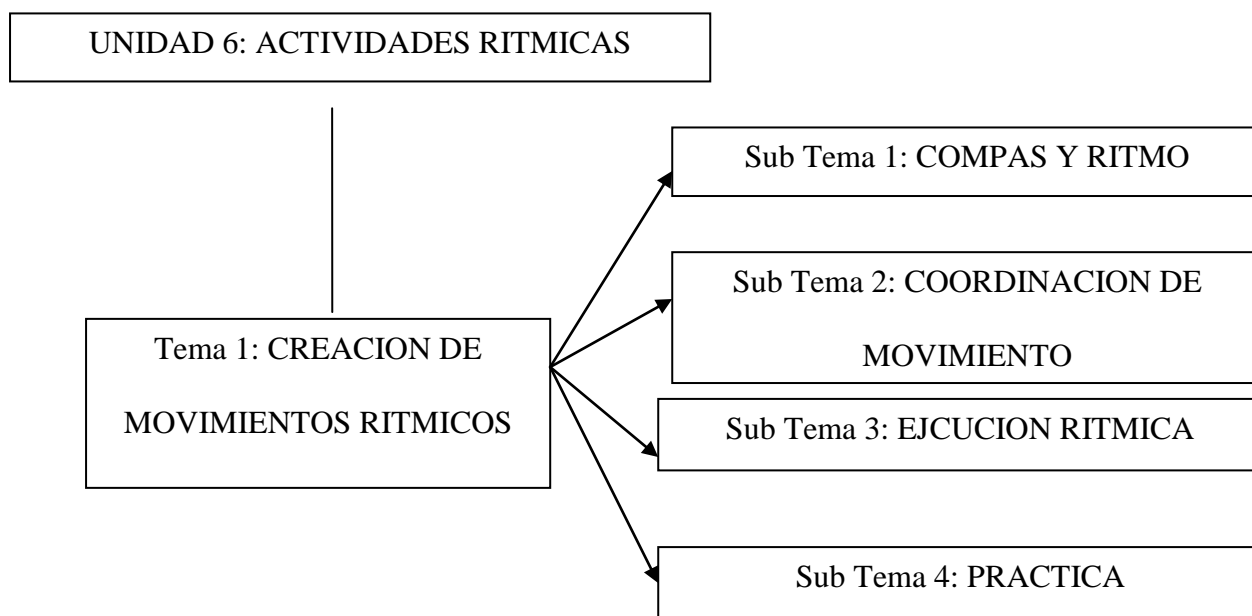 UNIDAD 6: ACTIVIDADES RITMICAS
Sub Tema 1: COMPAS Y RITMO
Sub Tema 2: COORDINACION DE
MOVIMIENTO
Tema 1: CREACION DE
MOVIMIENTOS RITMICOS
Sub Tema 3: EJCUCION RITMICA
Sub Tema 4: PRACTICA